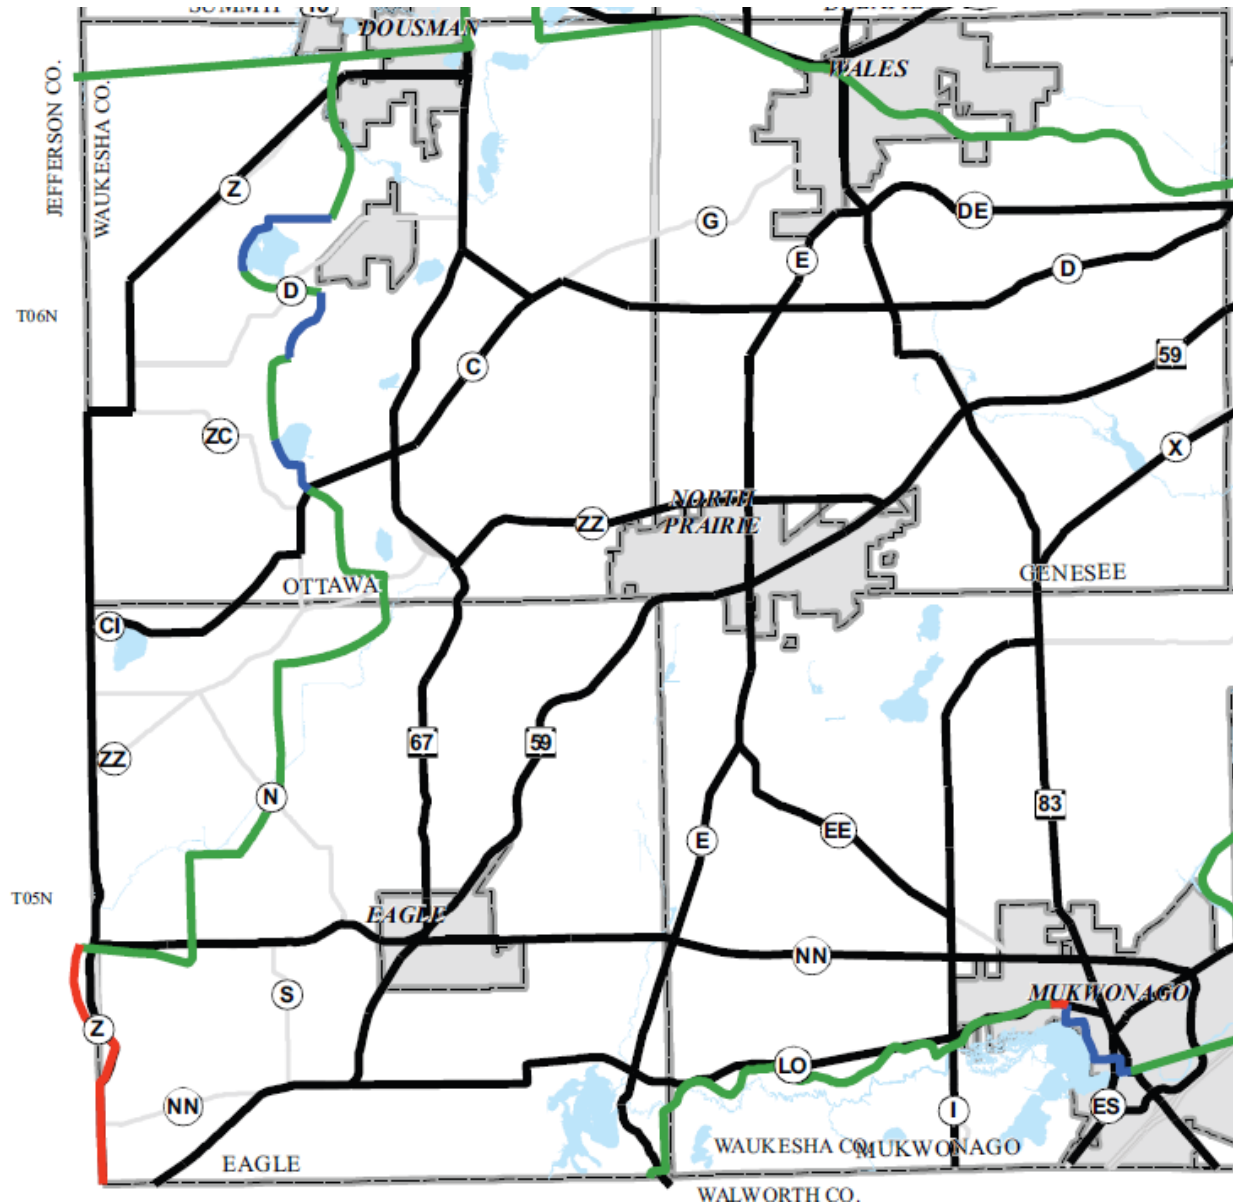 SUMMIT
DOUSMAN
WALES
JEFFERSON CO.
WAUKESHA CO.
Z
G
DE
E
D
D
T06N
59
C
ZC
X
NORTH
PRAIRIE
ZZ
OTTAWA
GENESEE
CI
67
59
ZZ
N
83
E
EE
T05N
EAGLE
NN
S
MUKWONAGO
Z
LO
NN
I
ES
WAUKESHA CO.
MUKWONAGO
EAGLE
WALWORTH CO.